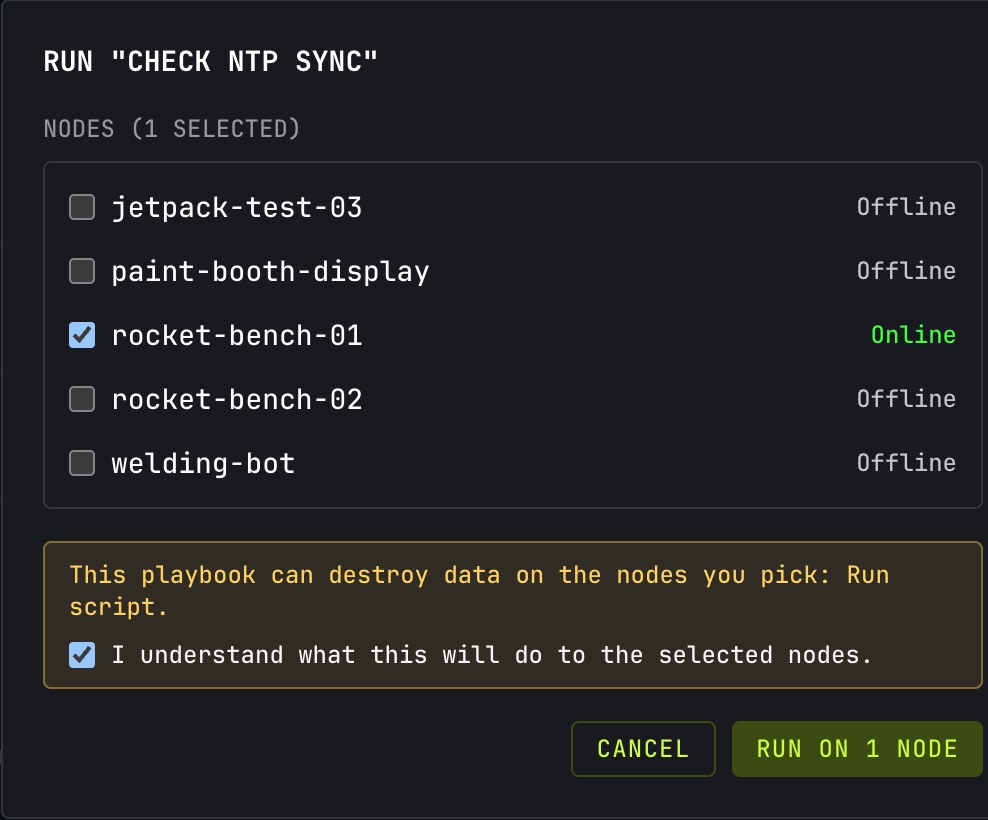 RUN "CHECK NTP SYNC"
NODES (1 SELECTED)
jetpack-test-03 Offline
paint-booth-display Offline
rocket-bench-01 Online
rocket-bench-02 Offline
welding-bot Offline
This playbook can destroy data on the nodes you pick: Run
script.
I understand what this will do to the selected nodes.
CANCEL RUN ON 1 NODE